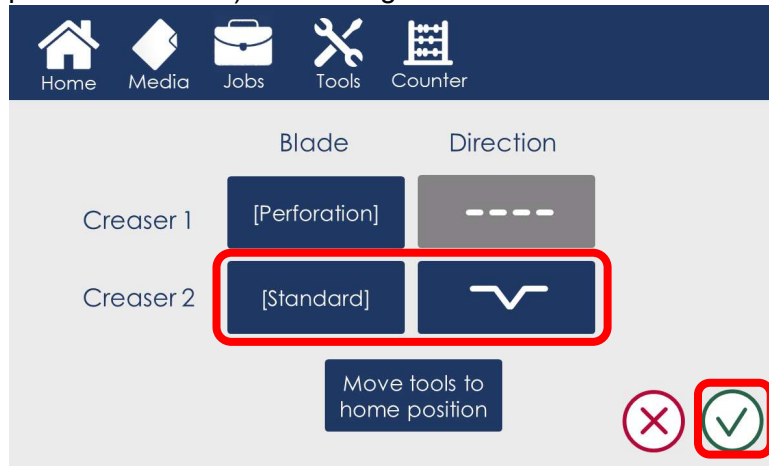 Home Media Jobs Tools Counter
Blade Direction
Creaser 1 [Perforation]
Creaser 2 [Standard]
Move tools to
home position